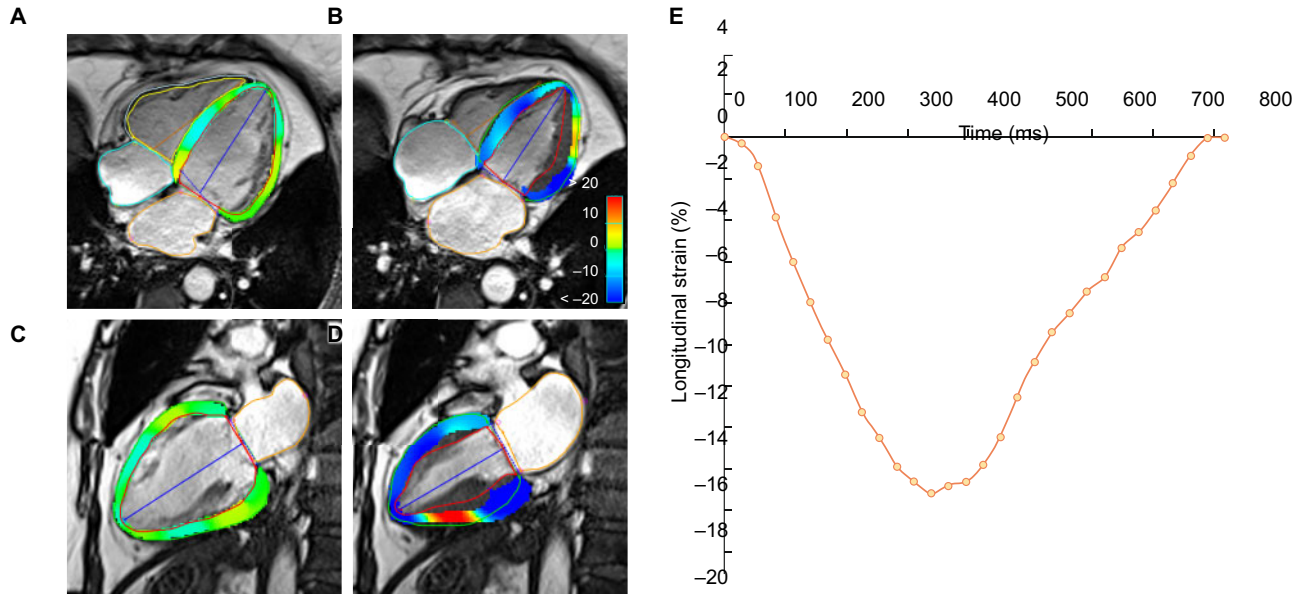 A
B
> 20
10
0
–10
< –20
C
D
E
4
2
0
–2
–4
–6
–8
–10
–12
–14
–16
–18
–20
Longitudinal strain (%)
0 100 200 300 400 500 600 700 800
Time (ms)